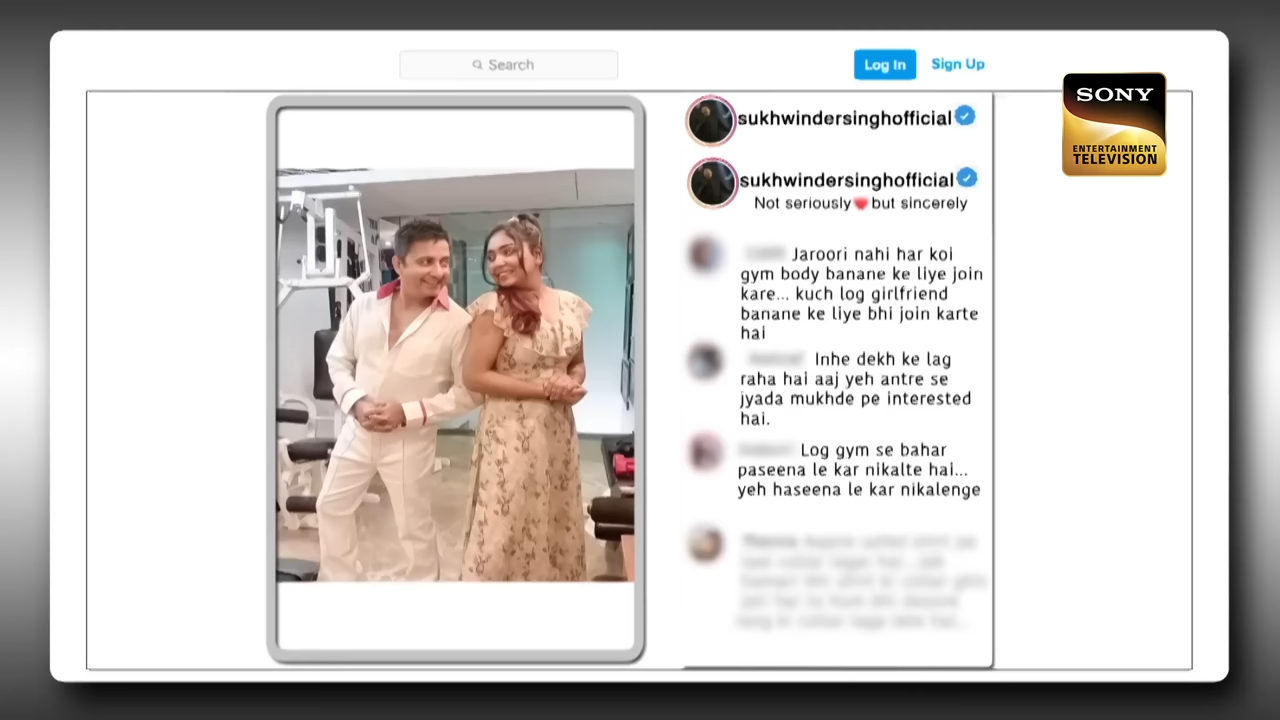 Search
Log In
Sign Up
SONY
ENTERTAINMENT
TELEVISION
sukhwindersinghofficial
sukhwindersinghofficial
Not seriously❤️but sincerely
Jaroori nahi har koi
gym body banane ke liye join
kare... kuch log girlfriend
banane ke liye bhi join karte
hai
Inhe dekh ke lag
raha hai aaj yeh antre se
jyada mukhde pe interested
hai.
Log gym se bahar
paseena le kar nikalte hai...
yeh haseena le kar nikalenge